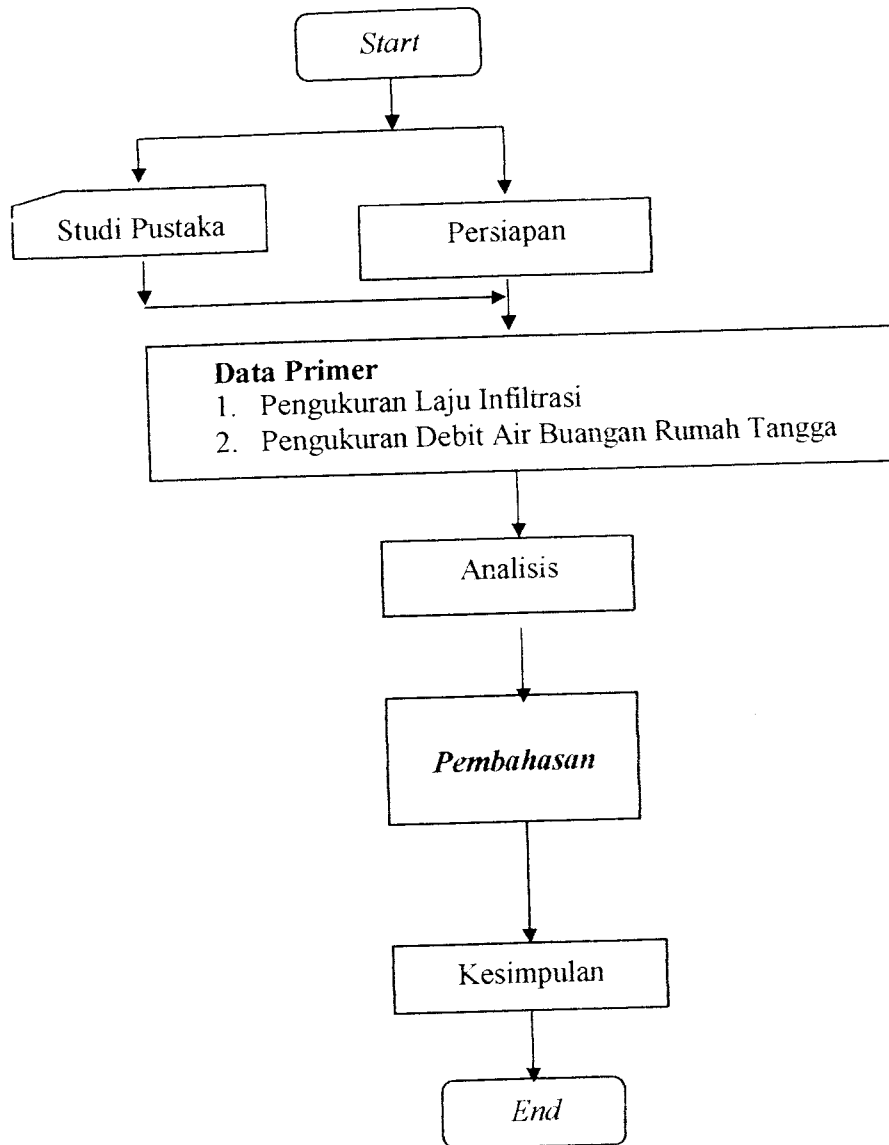 Start
Studi Pustaka
Persiapan
Data Primer
1. Pengukuran Laju Infiltrasi
2. Pengukuran Debit Air Buangan Rumah Tangga
Analisis
Pembahasan
Kesimpulan
End